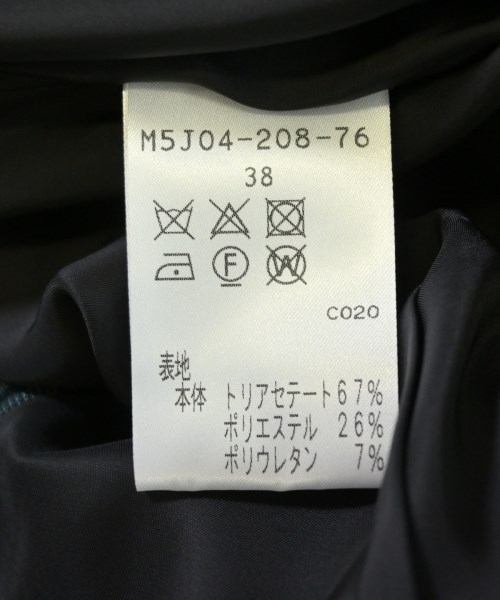 M5J04-208-76
38
F W
C020
表地
本体 トリアセテート67%
ポリエステル 26%
ポリウレタン 7%